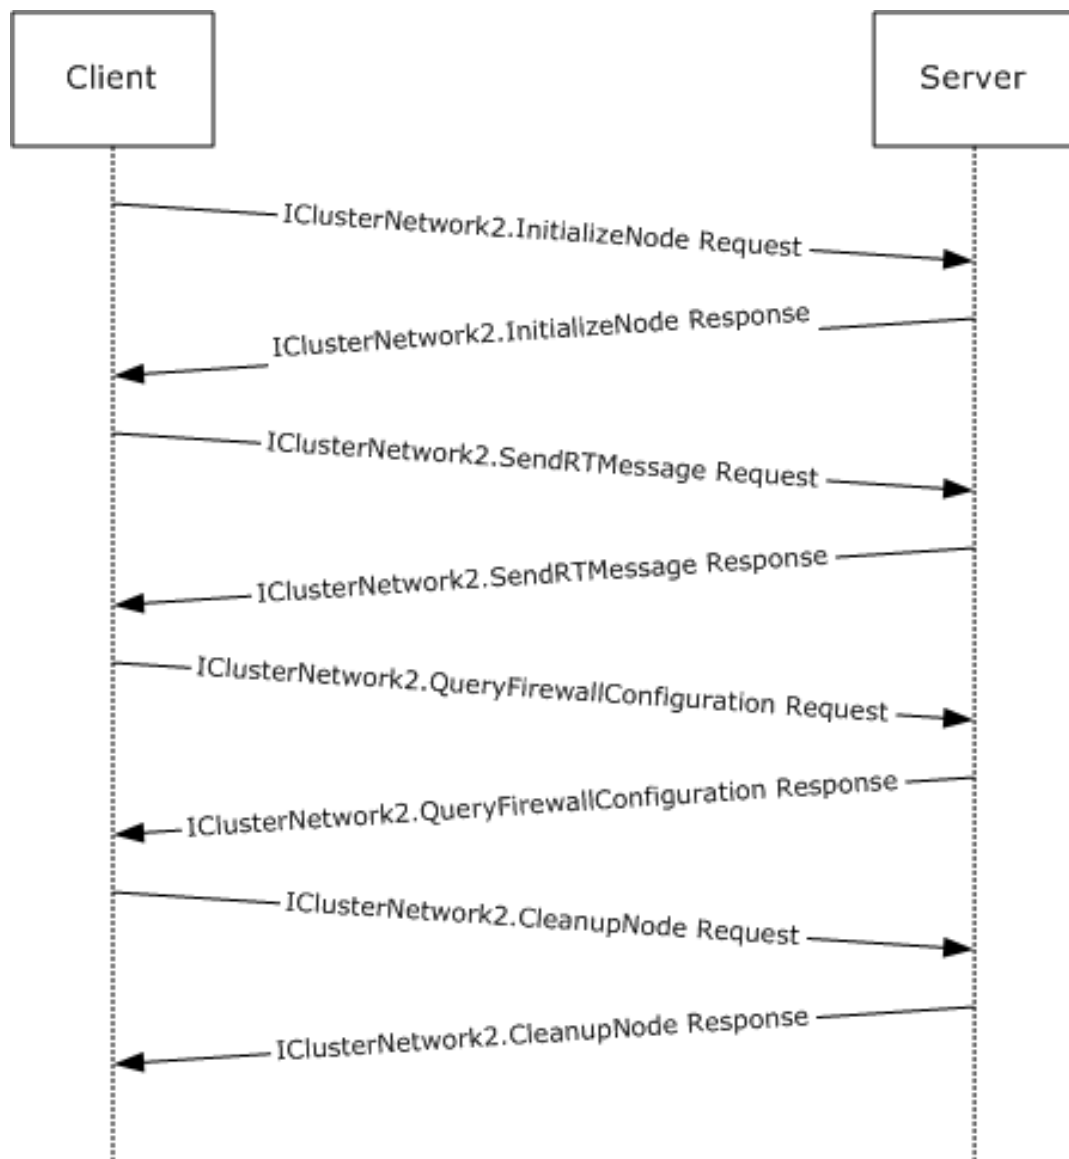 Client
Server
IClusterNetwork2.InitializeNode Request
IClusterNetwork2.InitializeNode Response
IClusterNetwork2.SendRTMessage Request
IClusterNetwork2.SendRTMessage Response
IClusterNetwork2.QueryFirewallConfiguration Request
IClusterNetwork2.QueryFirewallConfiguration Response
IClusterNetwork2.CleanupNode Request
IClusterNetwork2.CleanupNode Response